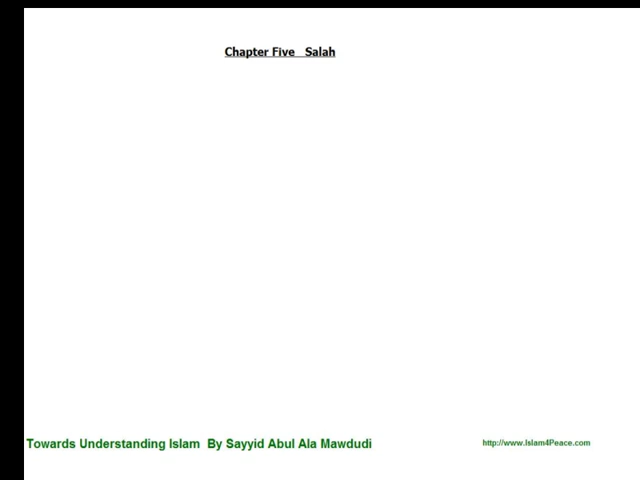 Chapter Five Salah
Towards Understanding Islam By Sayyid Abul Ala Mawdudi
http://www.Islam4Peace.com